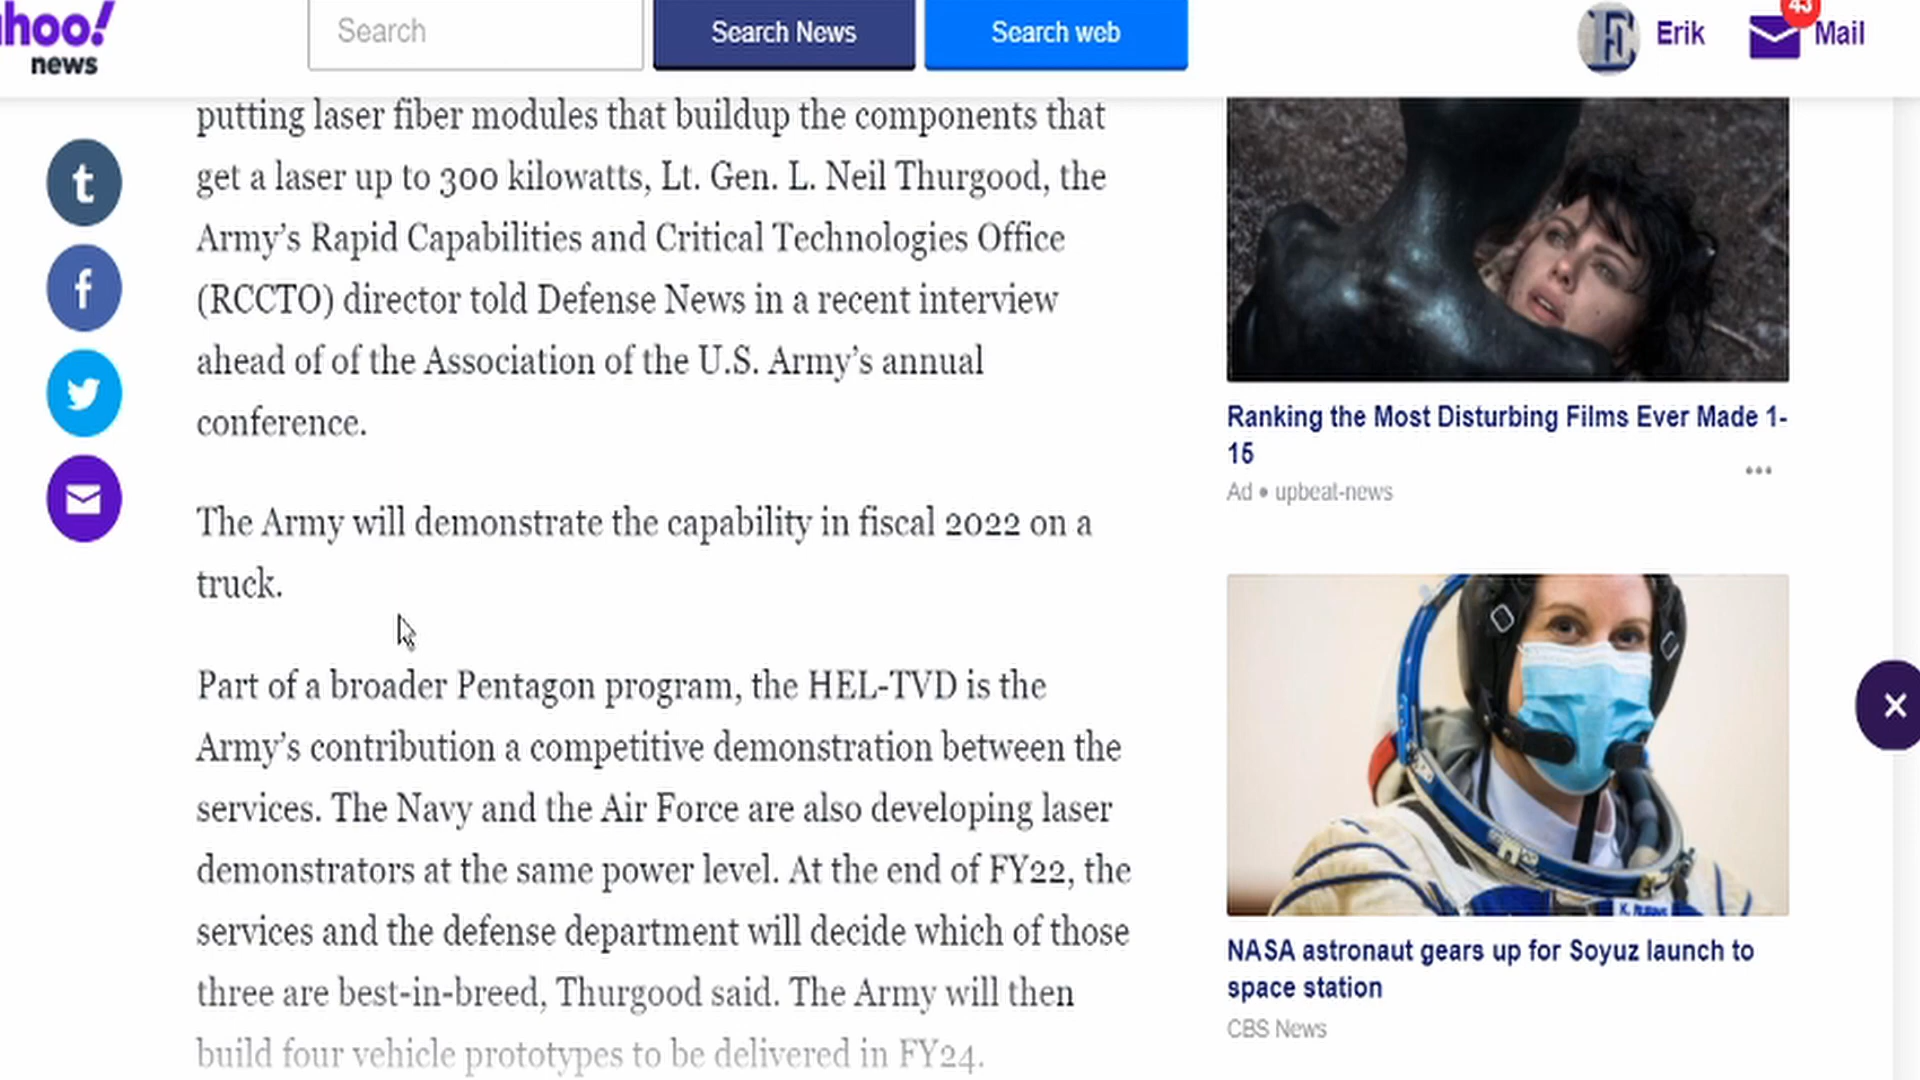 hoo!
news
Search
Search News
Search web
Erik
43
Mail
putting laser fiber modules that buildup the components that
get a laser up to 300 kilowatts, Lt. Gen. L. Neil Thurgood, the
Army’s Rapid Capabilities and Critical Technologies Office
(RCCTO) director told Defense News in a recent interview
ahead of of the Association of the U.S. Army’s annual
conference.
The Army will demonstrate the capability in fiscal 2022 on a
truck.
Part of a broader Pentagon program, the HEL-TVD is the
Army’s contribution a competitive demonstration between the
services. The Navy and the Air Force are also developing laser
demonstrators at the same power level. At the end of FY22, the
services and the defense department will decide which of those
three are best-in-breed, Thurgood said. The Army will then
build four vehicle prototypes to be delivered in FY24.
Ranking the Most Disturbing Films Ever Made 1-
15
Ad • upbeat-news
NASA astronaut gears up for Soyuz launch to
space station
CBS News